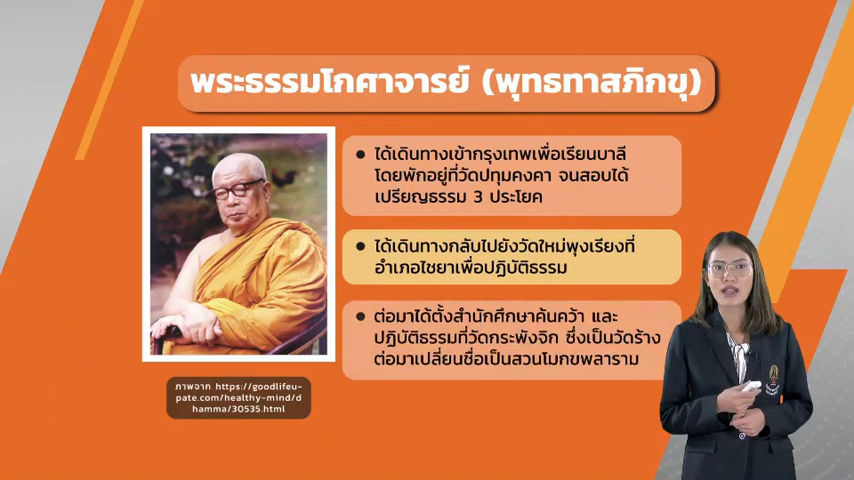 พระธรรมโกศาจารย์ (พุทธทาสภิกขุ)
● ได้เดินทางเข้ากรุงเทพเพื่อเรียนบาลี
โดยพักอยู่ที่วัดปทุมคงคา จนสอบได้
เปรียญธรรม 3 ประโยค
● ได้เดินทางกลับไปยังวัดใหม่พุงเรียงที่
อำเภอไชยาเพื่อปฏิบัติธรรม
● ต่อมาได้ตั้งสำนักศึกษาค้นคว้า และ
ปฏิบัติธรรมที่วัดกระพังจิก ซึ่งเป็นวัดร้าง
ต่อมาเปลี่ยนชื่อเป็นสวนโมกขพลาราม
ภาพจาก https://goodlifeu-
pate.com/healthy-mind/d
hamma/30535.html